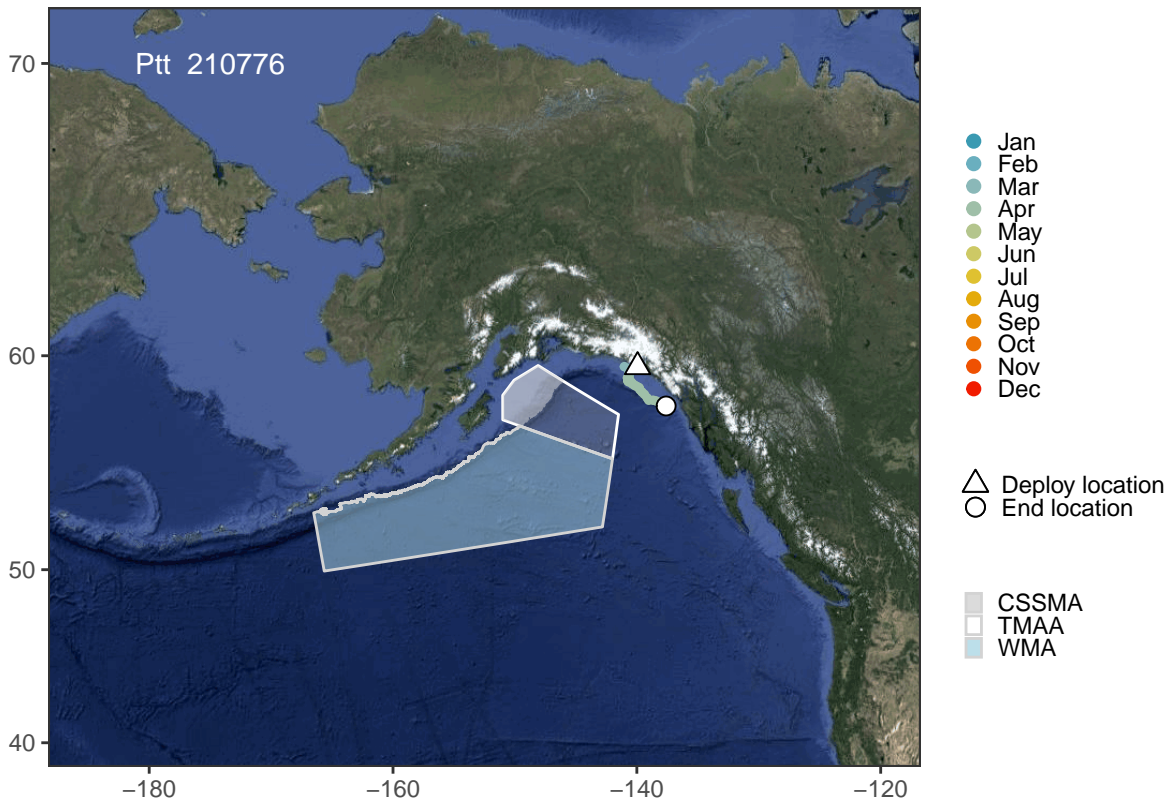 Ptt 210776
70
60
50
40
−180
−160
−140
−120
Jan
Feb
Mar
Apr
May
Jun
Jul
Aug
Sep
Oct
Nov
Dec
Deploy location
End location
CSSMA
TMAA
WMA